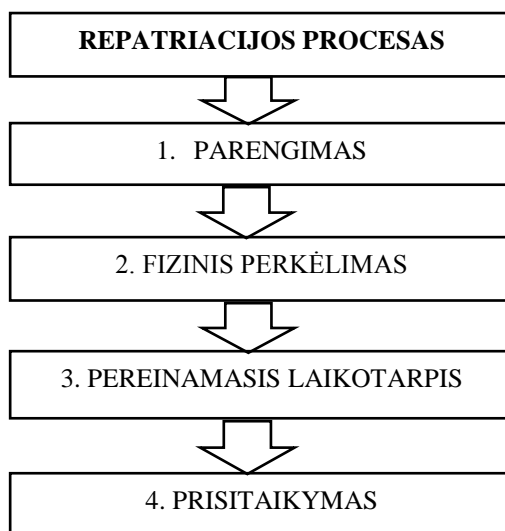 REPATRIACIJOS PROCESAS
1. PARENGIMAS
2. FIZINIS PERKĖLIMAS
3. PEREINAMASIS LAIKOTARPIS
4. PRISITAIKYMAS